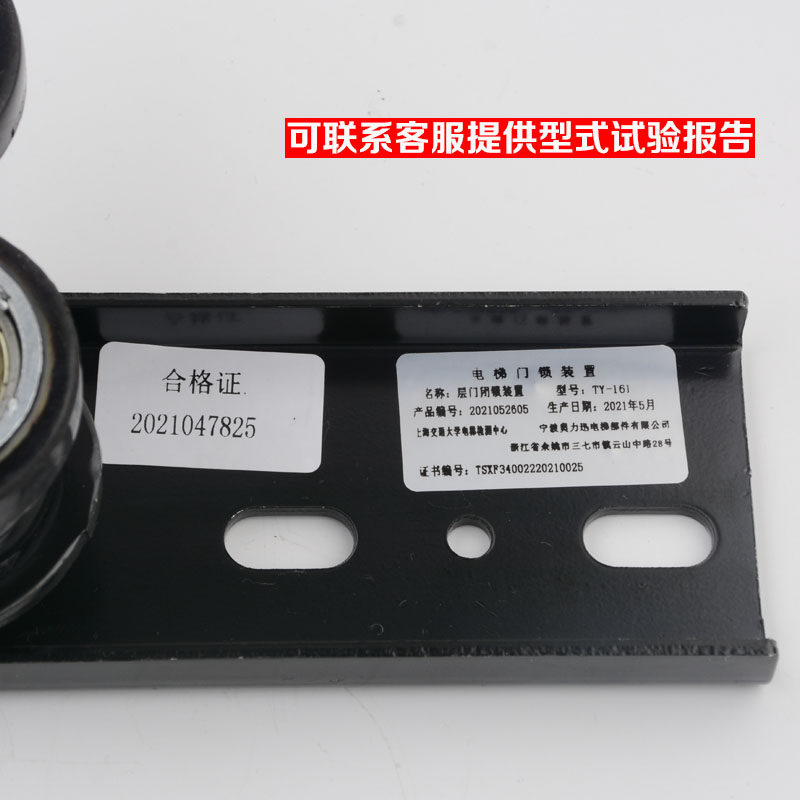 可联系客服提供型式试验报告
合格证
2021047825
电梯门锁装置
名称: 层门闭锁装置 型号: TY-161
产品编号: 2021052605 生产日期: 2021年5月
上海交通大学电梯检测中心 宁波奥力迅电梯部件有限公司
浙江省余姚市三七市镇云山中路28号
证书编号: TSXF34002220210025